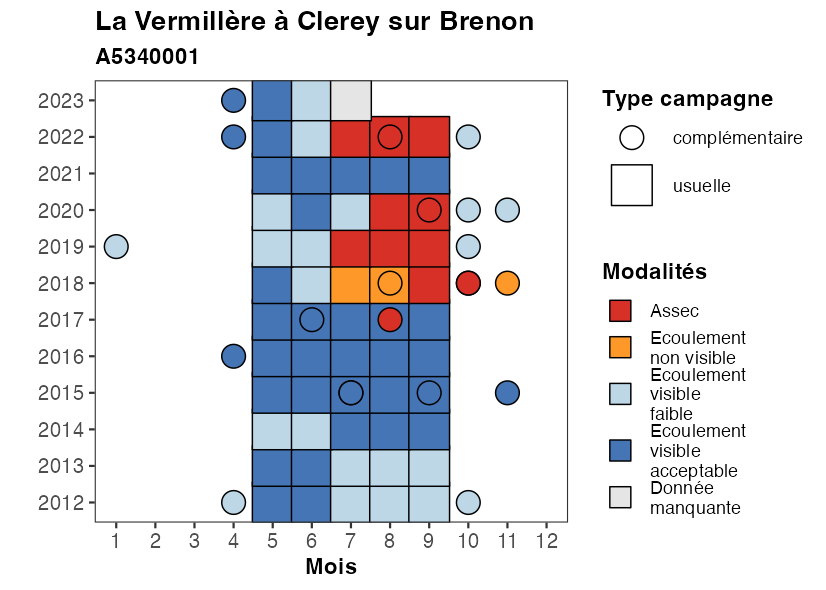 La Vermillère à Clerey sur Brenon
A5340001
2023
2022
2021
2020
2019
2018
2017
2016
2015
2014
2013
2012
1 2 3 4 5 6 7 8 9 10 11 12
Mois
Type campagne
complémentaire
usuelle
Modalités
Assec
Ecoulement
non visible
Ecoulement
visible
faible
Ecoulement
visible
acceptable
Donnée
manquante